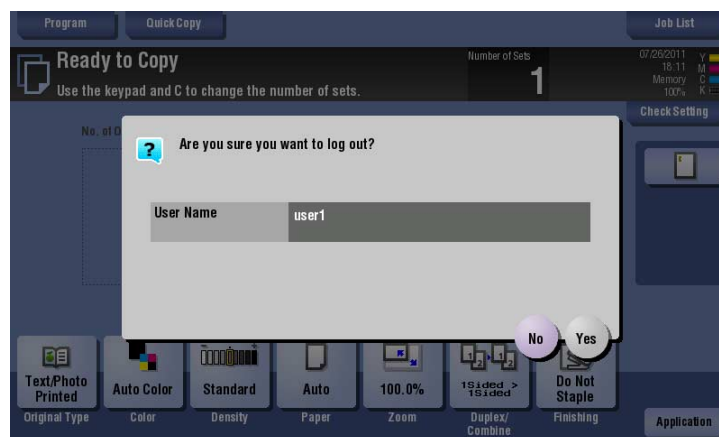 Program
Quick Copy
Job List
Ready to Copy
Use the keypad and C to change the number of sets.
Number of Sets
1
07/26/2011
18:11
Memory
100%
Y
M
C
K
Check Setting
No. of O
?
Are you sure you want to log out?
User Name
user1
No
Yes
Text/Photo
Printed
Auto Color
Standard
Auto
100.0%
1Sided >
1Sided
Do Not
Staple
Original Type
Color
Density
Paper
Zoom
Duplex/
Combine
Finishing
Application